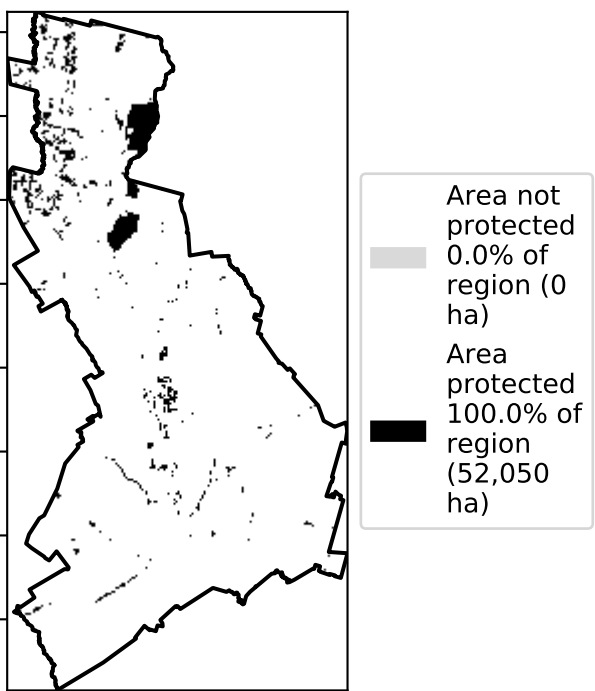 Area not
protected
0.0% of
region (0
ha)
Area
protected
100.0% of
region
(52,050
ha)